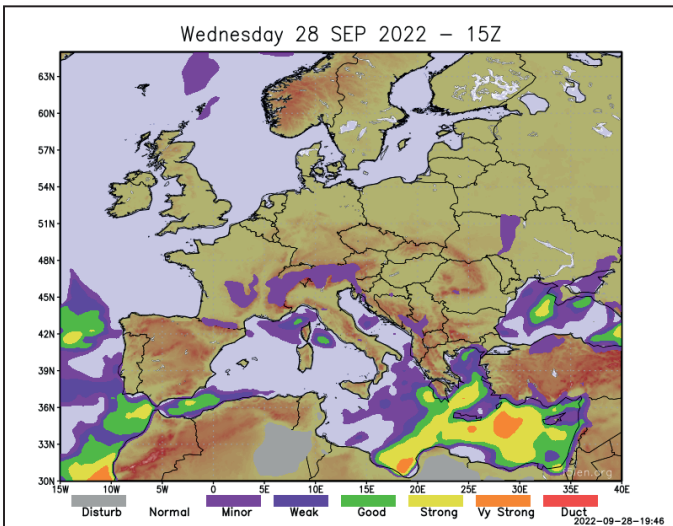 Wednesday 28 SEP 2022 – 15Z
63N
60N
57N
54N
51N
48N
45N
42N
39N
36N
33N
30N
15W 10W 5W 0 5E 10E 15E 20E 25E 30E 35E 40E
Disturb Normal Minor Weak Good Strong Vy Strong Duct
2022-09-28-19:46